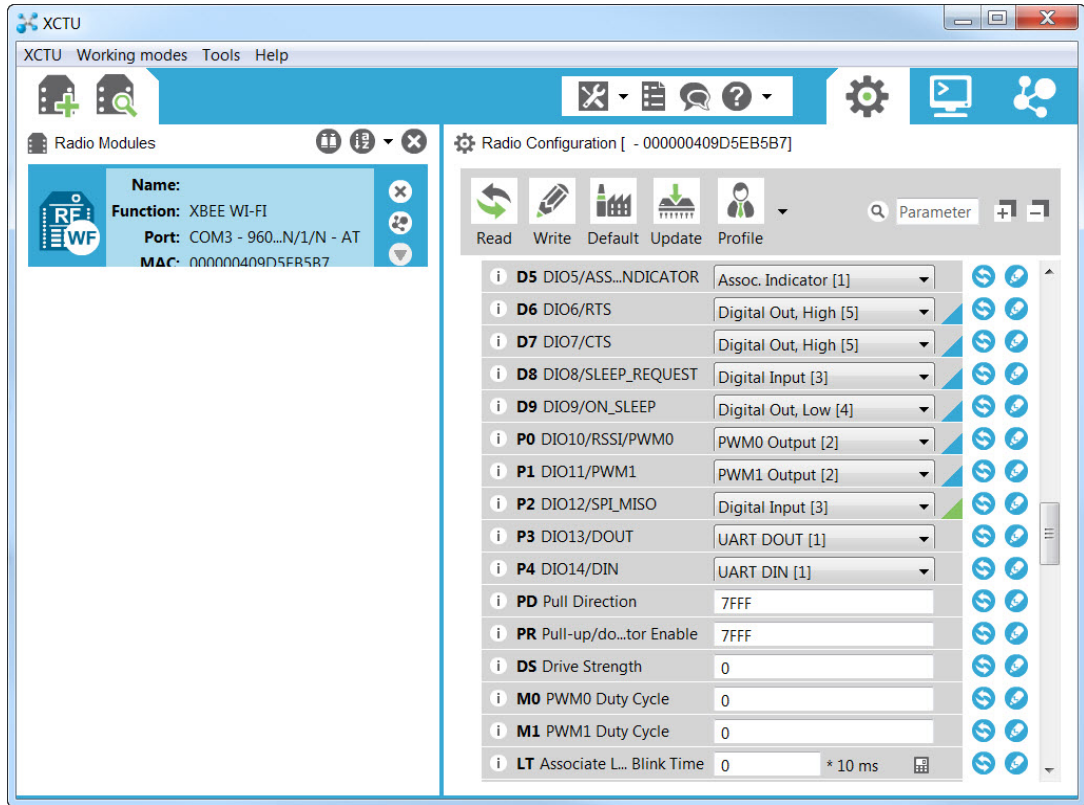 XCTU
XCTU Working modes Tools Help
Radio Modules
Radio Configuration [ - 000000409D5EB5B7]
Name:
Function: XBEE WI-FI
Port: COM3 - 960...N/1/N - AT
MAC: 000000409D5EB5B7
RF
WF
Read Write Default Update Profile
Parameter
i D5 DIO5/ASS...NDICATOR Assoc. Indicator [1]
i D6 DIO6/RTS Digital Out, High [5]
i D7 DIO7/CTS Digital Out, High [5]
i D8 DIO8/SLEEP_REQUEST Digital Input [3]
i D9 DIO9/ON_SLEEP Digital Out, Low [4]
i P0 DIO10/RSSI/PWM0 PWM0 Output [2]
i P1 DIO11/PWM1 PWM1 Output [2]
i P2 DIO12/SPI_MISO Digital Input [3]
i P3 DIO13/DOUT UART DOUT [1]
i P4 DIO14/DIN UART DIN [1]
i PD Pull Direction 7FFF
i PR Pull-up/do...tor Enable 7FFF
i DS Drive Strength 0
i M0 PWM0 Duty Cycle 0
i M1 PWM1 Duty Cycle 0
i LT Associate L... Blink Time 0 * 10 ms